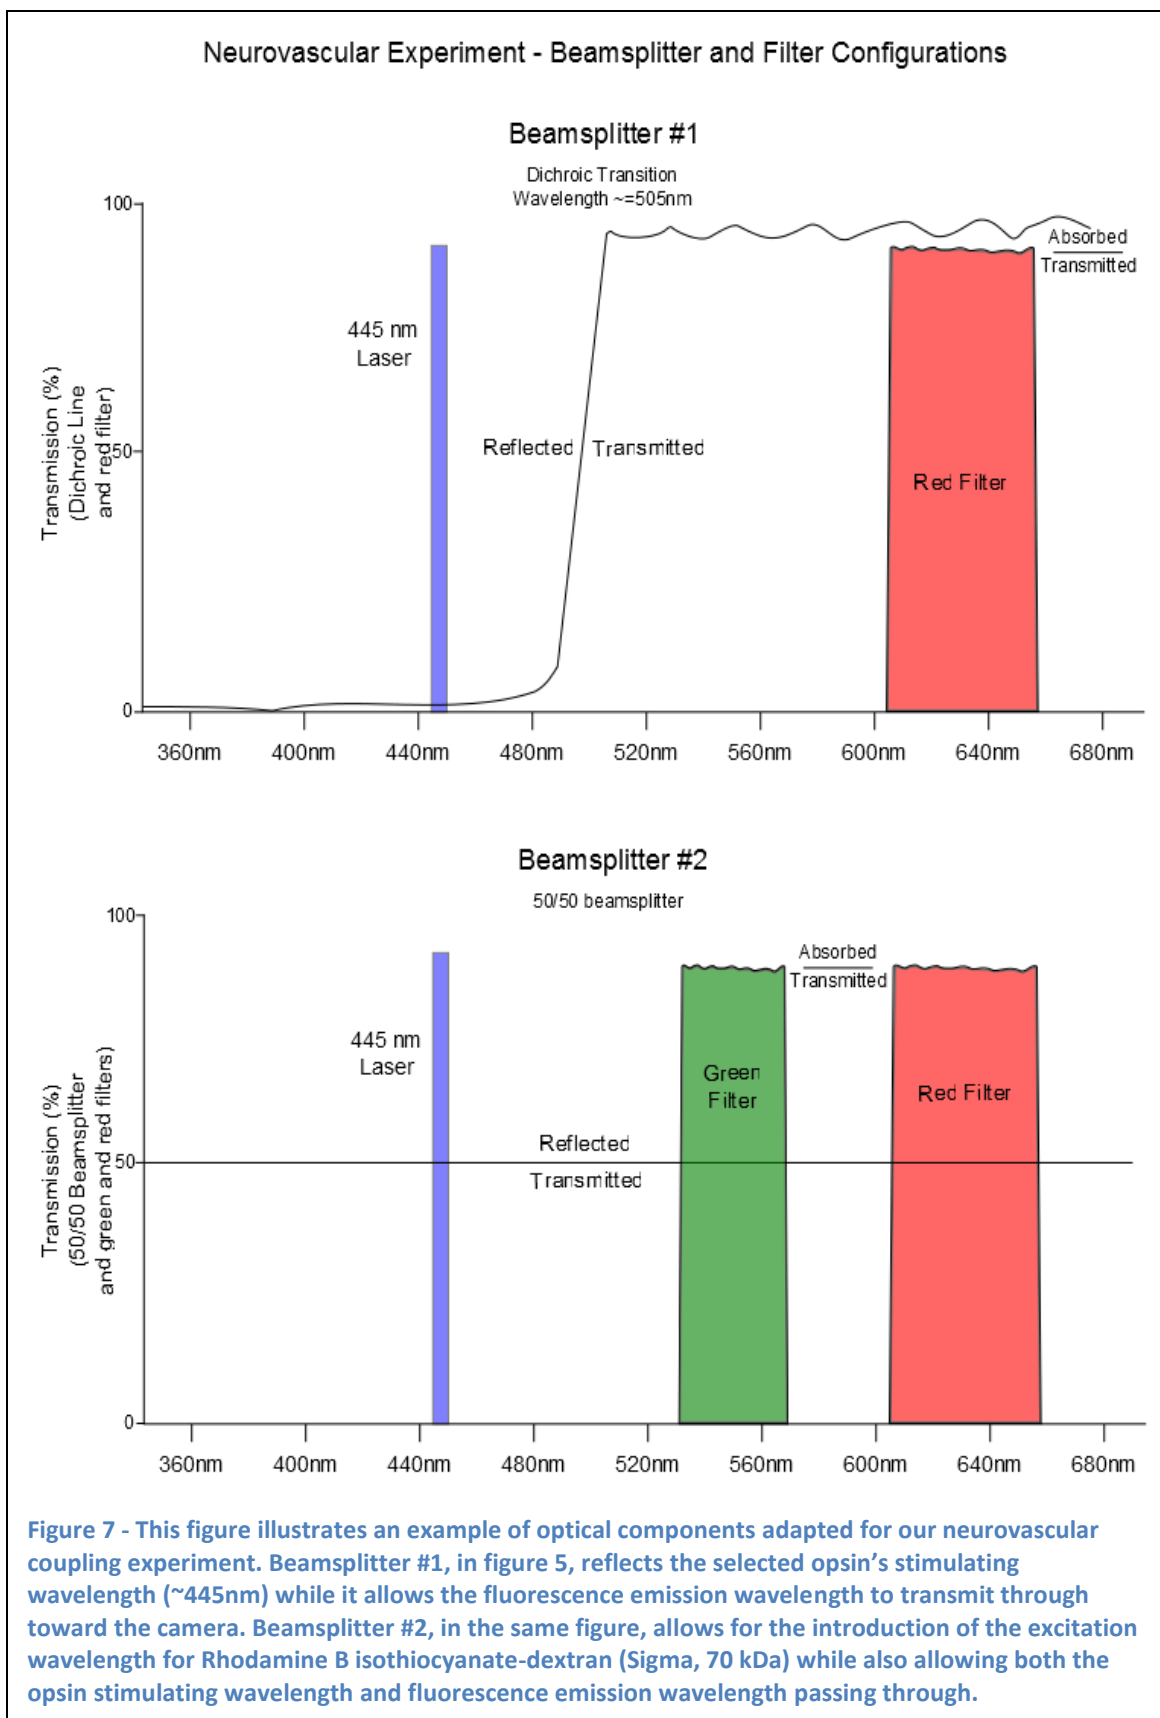 Neurovascular Experiment - Beamsplitter and Filter Configurations
Beamsplitter #1
Dichroic Transition
Wavelength ~=505nm
100
Absorbed
Transmitted
445 nm
Laser
Transmission (%)
(Dichroic Line
and red filter)
50
Reflected
Transmitted
Red Filter
0
360nm 400nm 440nm 480nm 520nm 560nm 600nm 640nm 680nm
Beamsplitter #2
50/50 beamsplitter
100
Absorbed
Transmitted
445 nm
Laser
Green
Filter
Red Filter
Transmission (%)
(50/50 Beamsplitter
and green and red filters)
50
Reflected
Transmitted
0
360nm 400nm 440nm 480nm 520nm 560nm 600nm 640nm 680nm
Figure 7 - This figure illustrates an example of optical components adapted for our neurovascular
coupling experiment. Beamsplitter #1, in figure 5, reflects the selected opsin’s stimulating
wavelength (~445nm) while it allows the fluorescence emission wavelength to transmit through
toward the camera. Beamsplitter #2, in the same figure, allows for the introduction of the excitation
wavelength for Rhodamine B isothiocyanate-dextran (Sigma, 70 kDa) while also allowing both the
opsin stimulating wavelength and fluorescence emission wavelength passing through.